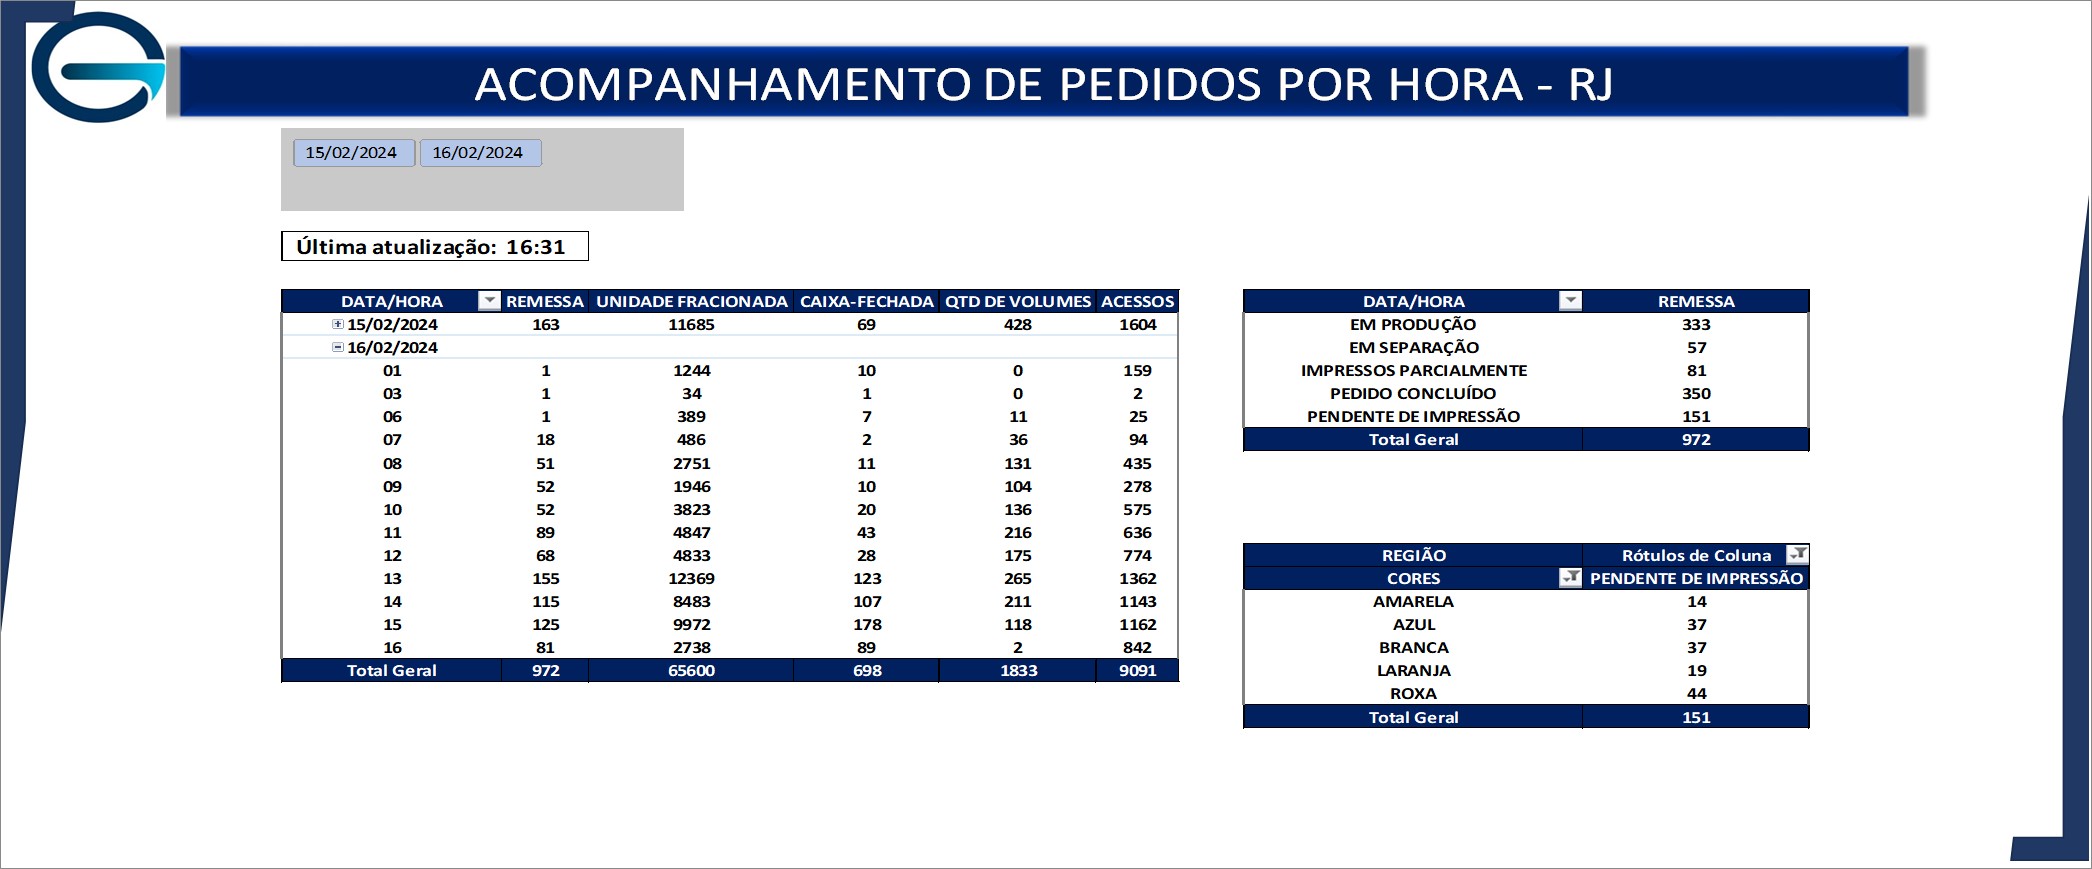 ACOMPANHAMENTO DE PEDIDOS POR HORA - RJ
15/02/2024 16/02/2024
Última atualização: 16:31
DATA/HORA REMESSA UNIDADE FRACIONADA CAIXA-FECHADA QTD DE VOLUMES ACESSOS
15/02/2024 163 11685 69 428 1604
16/02/2024
01 1 1244 10 0 159
03 1 34 1 0 2
06 1 389 7 11 25
07 18 486 2 36 94
08 51 2751 11 131 435
09 52 1946 10 104 278
10 52 3823 20 136 575
11 89 4847 43 216 636
12 68 4833 28 175 774
13 155 12369 123 265 1362
14 115 8483 107 211 1143
15 125 9972 178 118 1162
16 81 2738 89 2 842
Total Geral 972 65600 698 1833 9091
DATA/HORA REMESSA
EM PRODUÇÃO 333
EM SEPARAÇÃO 57
IMPRESSOS PARCIALMENTE 81
PEDIDO CONCLUÍDO 350
PENDENTE DE IMPRESSÃO 151
Total Geral 972
REGIÃO Rótulos de Coluna
CORES PENDENTE DE IMPRESSÃO
AMARELA 14
AZUL 37
BRANCA 37
LARANJA 19
ROXA 44
Total Geral 151